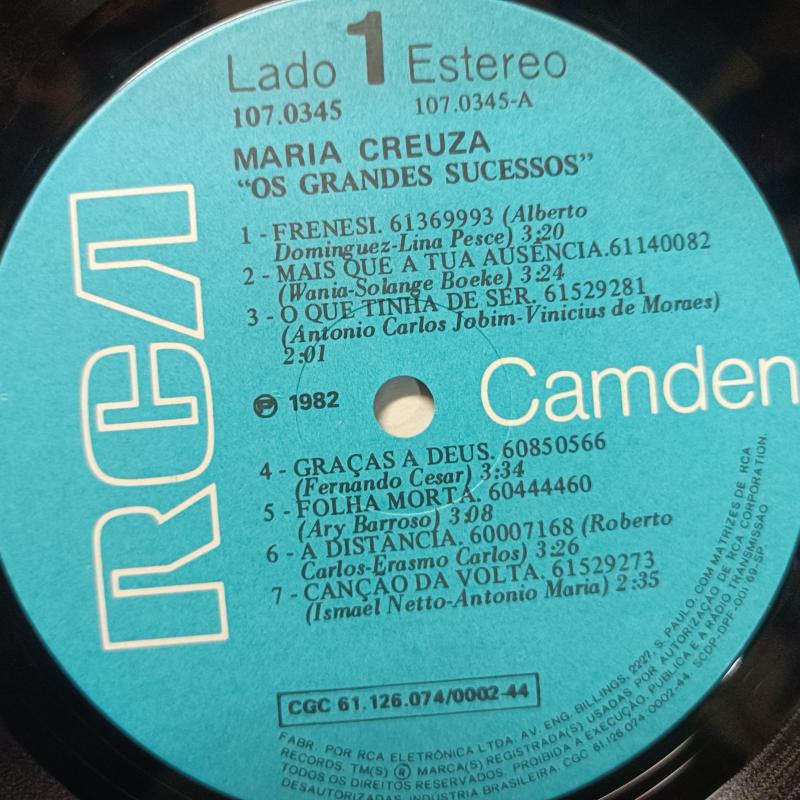 Lado 1 Estereo
107.0345 107.0345-A
MARIA CREUZA
"OS GRANDES SUCESSOS"
1 - FRENESI. 61369993 (Alberto
Dominguez-Lina Pesce) 3:20
2 - MAIS QUE A TUA AUSÊNCIA.61140082
(Wania-Solange Boeke) 3:24
3 - O QUE TINHA DE SER. 61529281
(Antonio Carlos Jobim-Vinicius de Moraes)
2:01
RCA
Ⓟ 1982
Camden
4 - GRAÇAS A DEUS. 60850566
(Fernando Cesar) 3:34
5 - FOLHA MORTA. 60444460
(Ary Barroso) 3:08
6 - A DISTÂNCIA. 60007168 (Roberto
Carlos-Erasmo Carlos) 3:26
7 - CANÇÃO DA VOLTA. 61529273
(Ismael Netto-Antonio Maria) 2:35
CGC 61.126.074/0002-44
FABR. POR RCA ELETRÔNICA LTDA. AV. ENG. BILLINGS, 2227, S. PAULO, COM MATRIZES DE RCA
RECORDS. TM(S) ® MARCA(S) REGISTRADA(S) USADAS POR AUTORIZAÇÃO DE RCA CORPORATION.
TODOS OS DIREITOS RESERVADOS. PROIBIDA A EXECUÇÃO, PÚBLICA E A RÁDIO TRANSMISSÃO
DESAUTORIZADAS. INDÚSTRIA BRASILEIRA. CGC 61.126.074 0002-44. SCDP-DPF-001 69-SP.